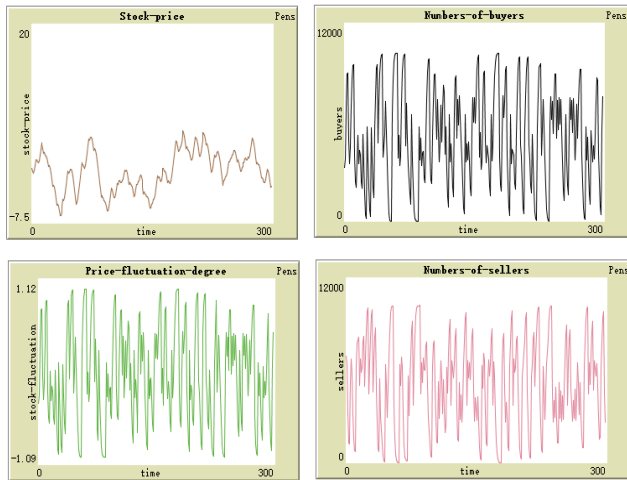 Stock-price
Pens
20
stock-price
-7.5
0
time
300
Numbers-of-buyers
Pens
12000
buyers
0
0
time
300
Price-fluctuation-degree
Pens
1.12
stock-fluctuation
-1.09
0
time
300
Numbers-of-sellers
Pens
12000
sellers
0
0
time
300